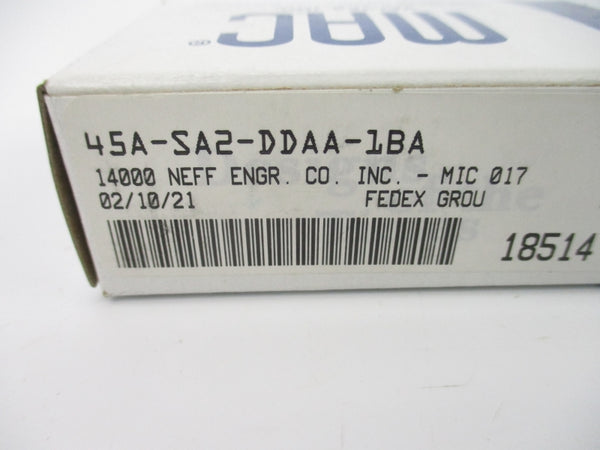 MAC®
45A-SA2-DDAA-1BA
14000 NEFF ENGR. CO. INC. - MIC 017
02/10/21 FEDEX GROU
18514